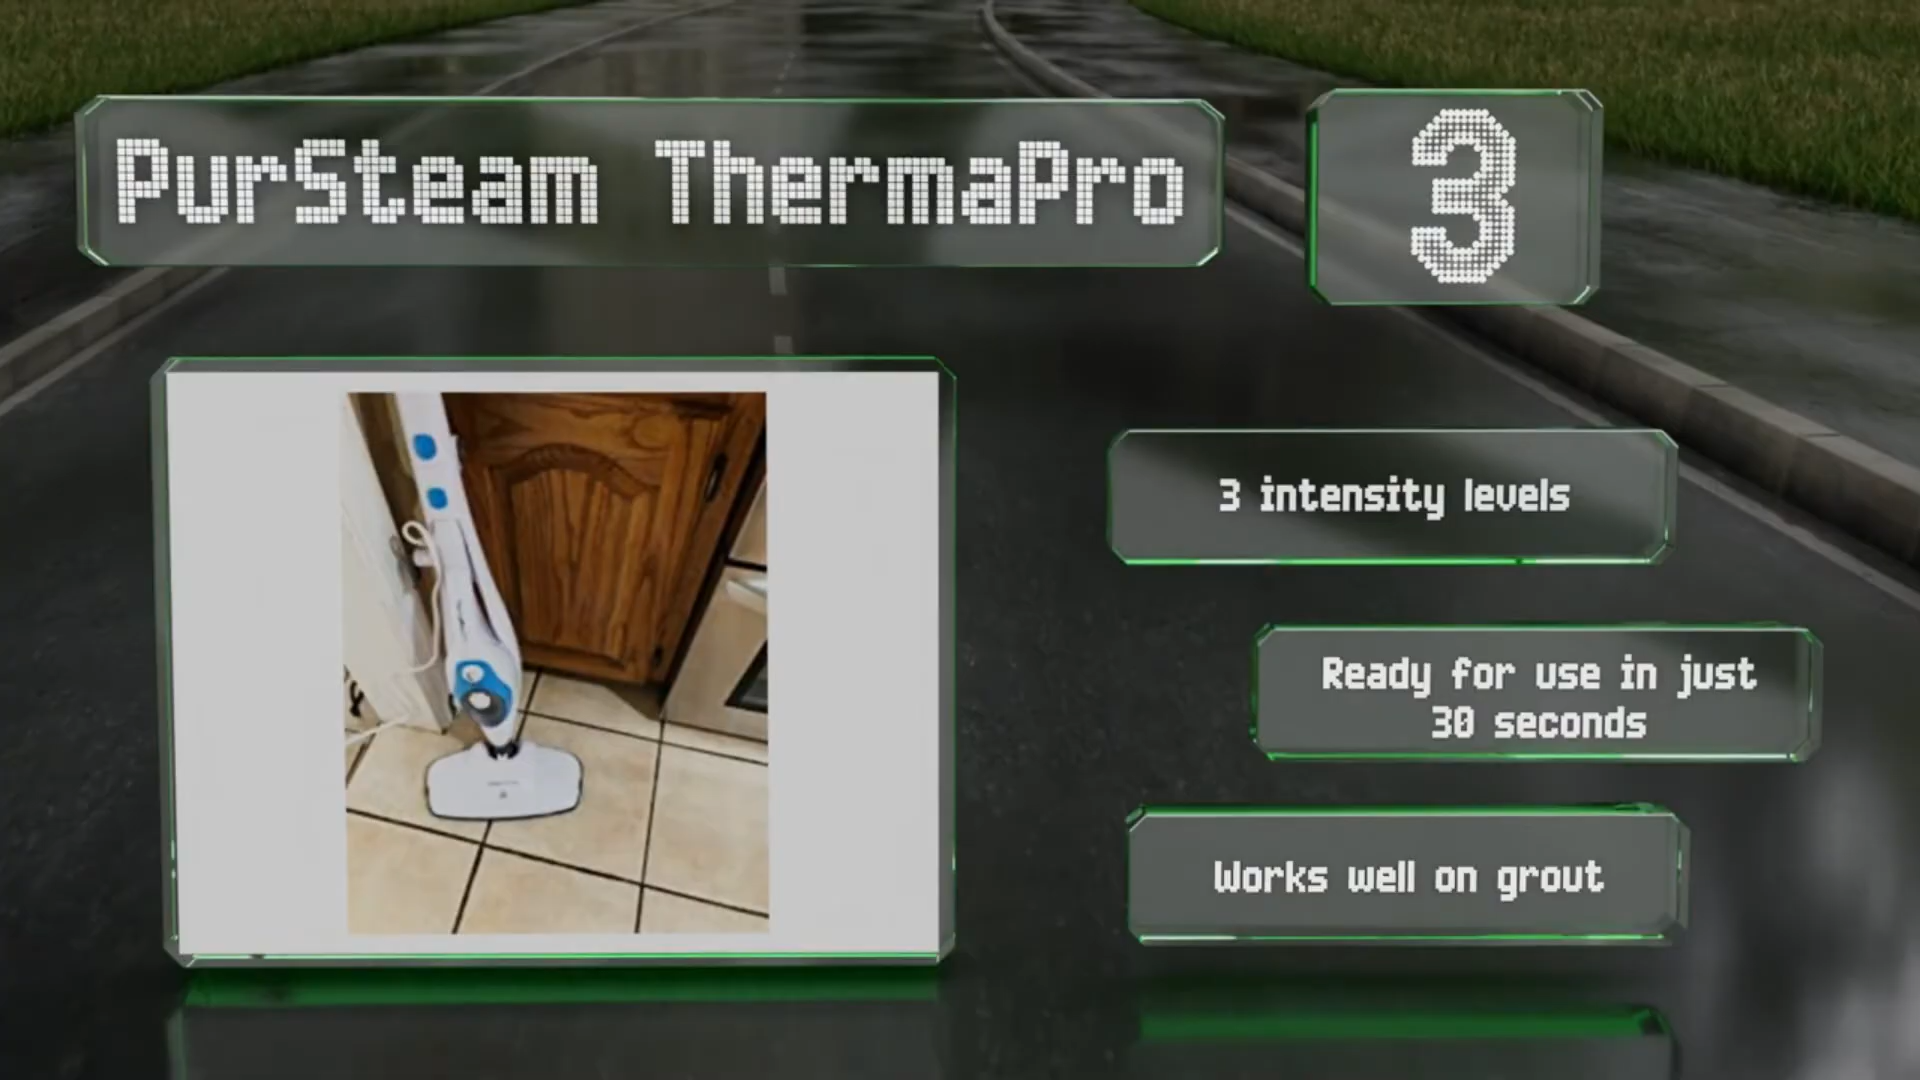 PurSteam ThermaPro
3
3 intensity levels
Ready for use in just
30 seconds
Works well on grout